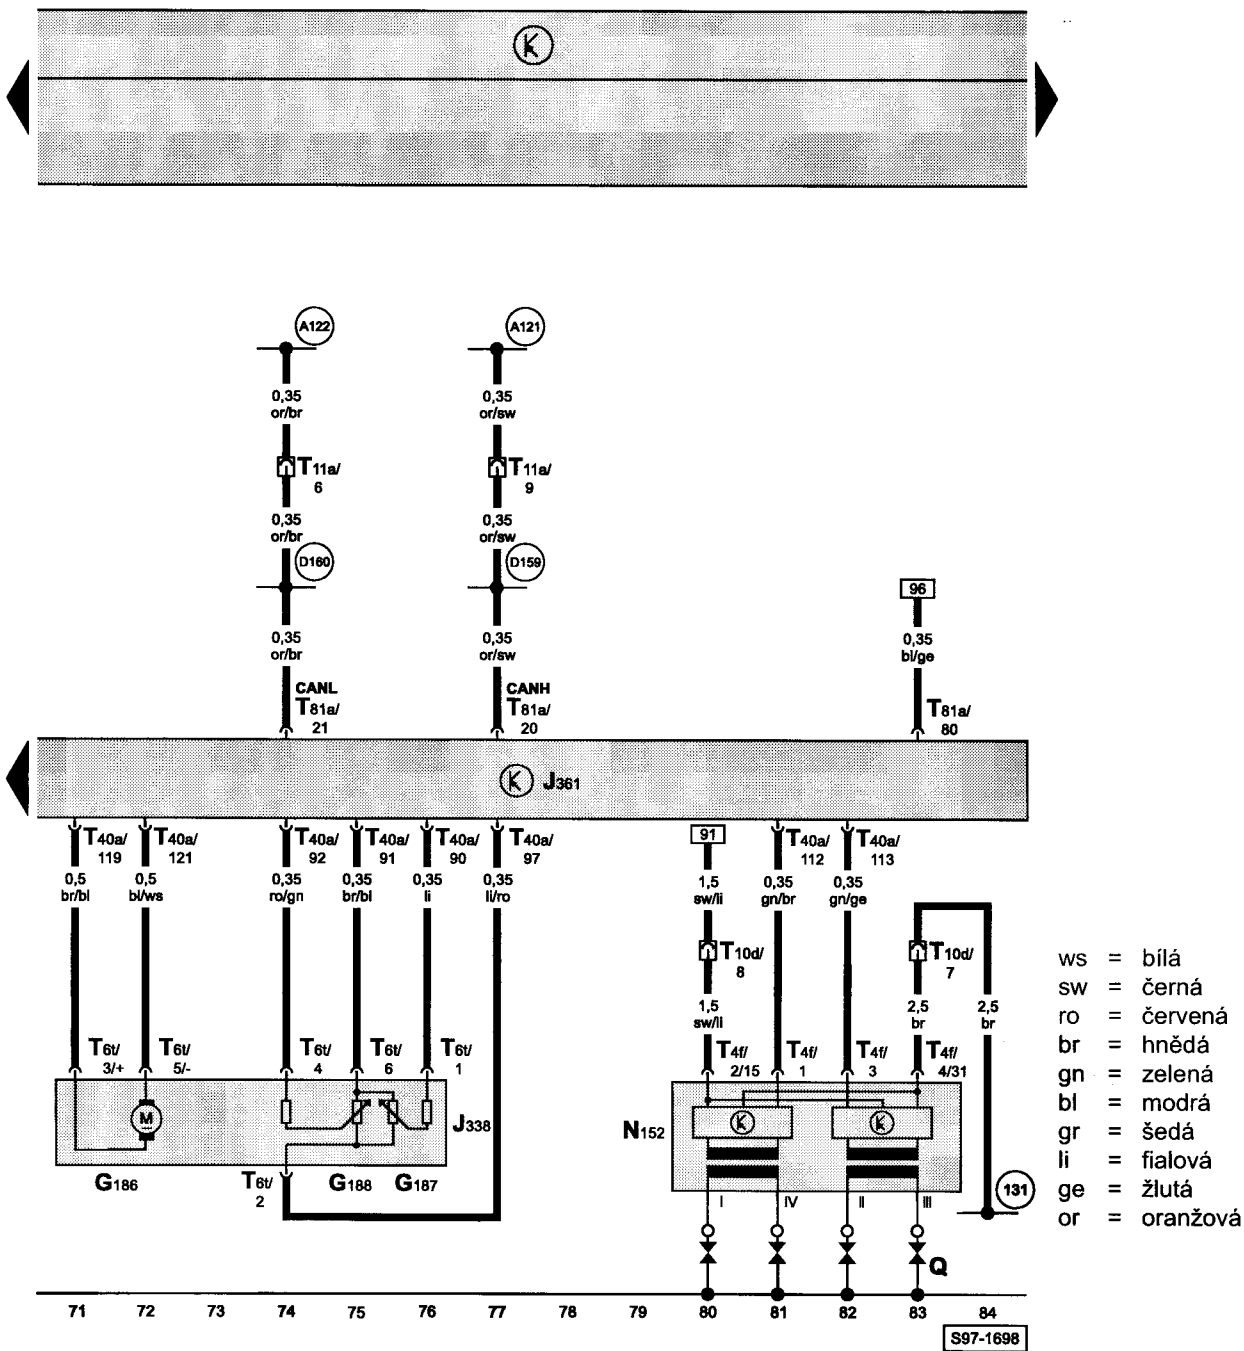 A122
A121
0,35
or/br
0,35
or/sw
T11a/
6
T11a/
9
0,35
or/br
0,35
or/sw
D160
D159
96
0,35
or/br
0,35
or/sw
0,35
bl/ge
CANL
T81a/
21
CANH
T81a/
20
T81a/
80
J361
T40a/
119
T40a/
121
T40a/
92
T40a/
91
T40a/
90
T40a/
97
91
T40a/
112
T40a/
113
0,5
br/bl
0,5
bl/ws
0,35
ro/gn
0,35
br/bl
0,35
li
0,35
li/ro
1,5
sw/li
0,35
gn/br
0,35
gn/ge
T10d/
8
T10d/
7
1,5
sw/li
2,5
br
2,5
br
T6t/
3/+
T6t/
5/-
T6t/
4
T6t/
6
T6t/
1
T4f/
2/15
T4f/
1
T4f/
3
T4f/
4/31
M
J338
N152
G186
T6t/
2
G188
G187
I
IV
II
III
131
Q
71 72 73 74 75 76 77 78 79 80 81 82 83 84
S97-1698
ws = bílá
sw = černá
ro = červená
br = hnědá
gn = zelená
bl = modrá
gr = šedá
li = fialová
ge = žlutá
or = oranžová